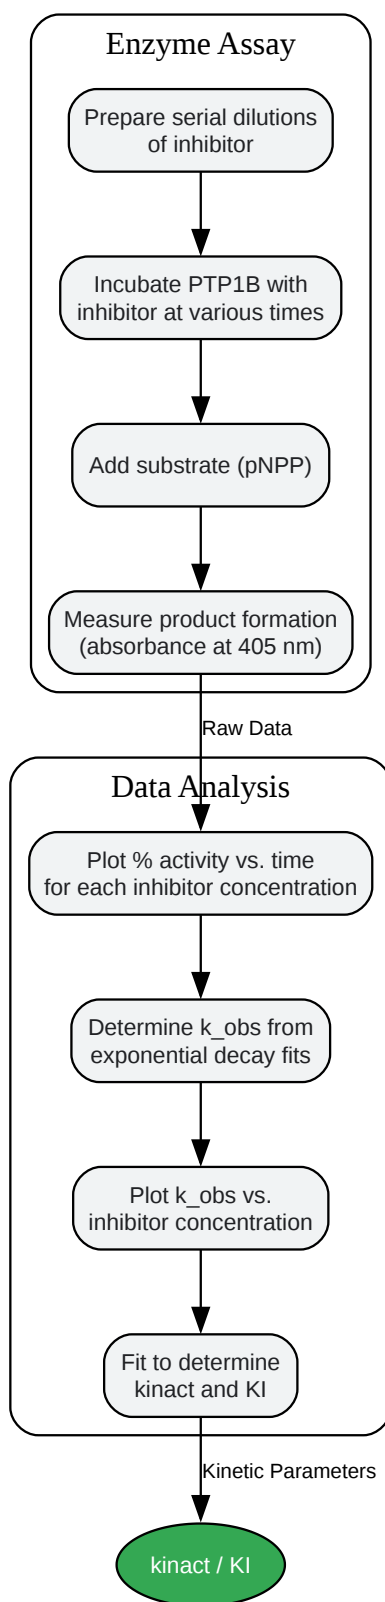 Enzyme Assay
Prepare serial dilutions
of inhibitor
Incubate PTP1B with
inhibitor at various times
Add substrate (pNPP)
Measure product formation
(absorbance at 405 nm)
Raw Data
Data Analysis
Plot % activity vs. time
for each inhibitor concentration
Determine k_obs from
exponential decay fits
Plot k_obs vs.
inhibitor concentration
Fit to determine
kinact and KI
Kinetic Parameters
kinact / KI